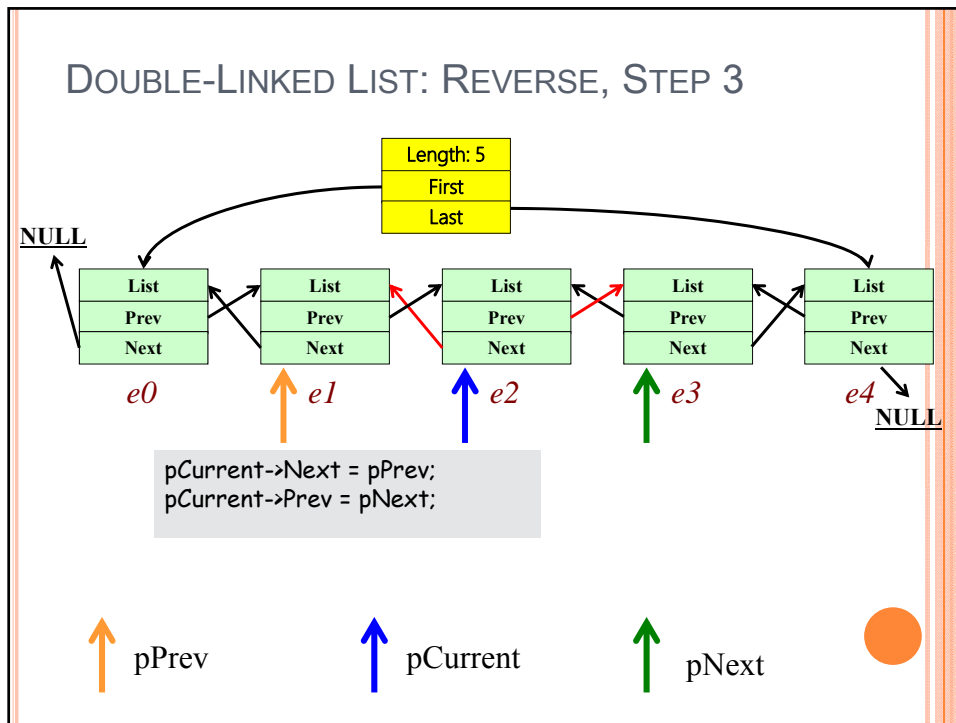 DOUBLE-LINKED LIST: REVERSE, STEP 3
Length: 5
First
Last
NULL
List List List List List
Prev Prev Prev Prev Prev
Next Next Next Next Next
e0 e1 e2 e3 e4
NULL
pCurrent->Next = pPrev;
pCurrent->Prev = pNext;
pPrev pCurrent pNext